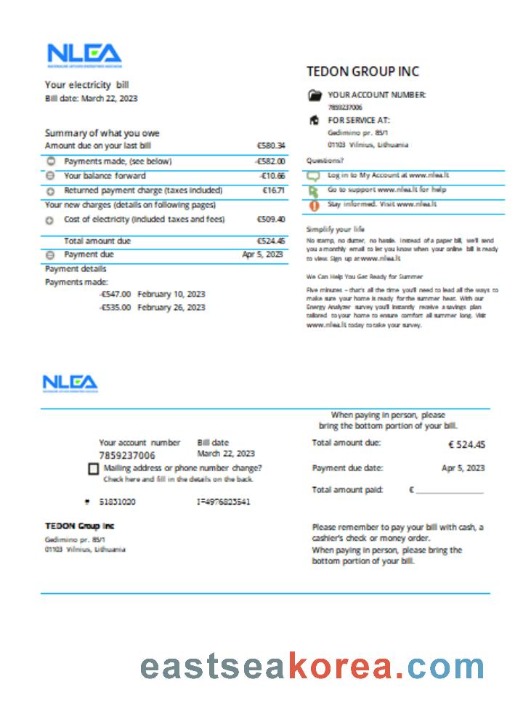 NLEA
Your electricity bill
Bill date: March 22, 2023
TEDON GROUP INC
YOUR ACCOUNT NUMBER:
7859237006
FOR SERVICE AT:
Gedimino pr. 85/1
01103 Vilnius, Lithuania
Summary of what you owe
Amount due on your last bill €580.34
Payments made, (see below) -€582.00
Your balance forward -€10.66
Returned payment charge (taxes included) €16.71
Your new charges (details on following pages)
Cost of electricity (included taxes and fees) €509.40
Total amount due €524.45
Payment due Apr 5, 2023
Payment details
Payments made:
-€547.00 February 10, 2023
-€535.00 February 26, 2023
Questions?
Log in to My Account at www.nlea.lt
Go to support www.nlea.lt for help
Stay informed. Visit www.nlea.lt
Simplify your life
No stamp, no clutter, no hassle. Instead of a paper bill, we'll send
you a monthly email to let you know when your online bill is ready
to view. Sign up at www.nlea.lt
We Can Help You Get Ready for Summer
Five minutes – that's all the time you'll need to lead all the ways to
make sure your home is ready for the summer heat. With our
Energy Analyzer survey you'll instantly receive a savings plan
tailored to your home to ensure comfort all summer long. Visit
www.nlea.lt today to take your survey.
NLEA
When paying in person, please
bring the bottom portion of your bill.
Your account number Bill date
7859237006 March 22, 2023
Mailing address or phone number change?
Check here and fill in the details on the back.
51831020
Total amount due: € 524.45
Payment due date: Apr 5, 2023
Total amount paid: €
TEDON Group Inc
Gedimino pr. 85/1
01103 Vilnius, Lithuania
Please remember to pay your bill with cash, a
cashier's check or money order.
When paying in person, please bring the
bottom portion of your bill.
eastseakorea.com